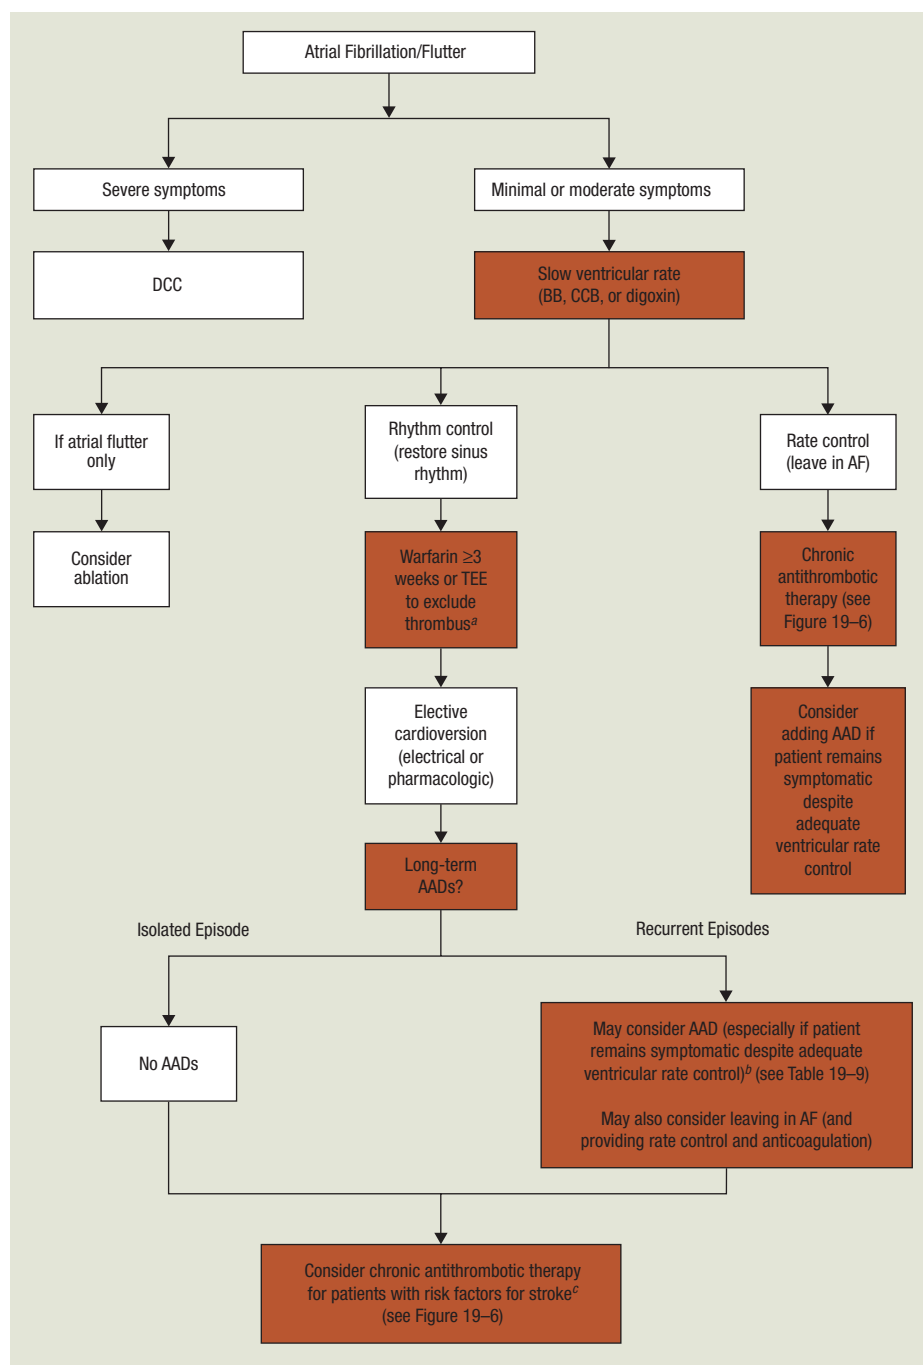 Atrial Fibrillation/Flutter
Severe symptoms
Minimal or moderate symptoms
DCC
Slow ventricular rate
(BB, CCB, or digoxin)
If atrial flutter
only
Rhythm control
(restore sinus
rhythm)
Rate control
(leave in AF)
Consider
ablation
Warfarin ≥3
weeks or TEE
to exclude
thrombusᵃ
Chronic
antithrombotic
therapy (see
Figure 19–6)
Elective
cardioversion
(electrical or
pharmacologic)
Consider
adding AAD if
patient remains
symptomatic
despite
adequate
ventricular rate
control
Long-term
AADs?
Isolated Episode
Recurrent Episodes
No AADs
May consider AAD (especially if patient
remains symptomatic despite adequate
ventricular rate control)ᵇ (see Table 19–9)
May also consider leaving in AF (and
providing rate control and anticoagulation)
Consider chronic antithrombotic therapy
for patients with risk factors for strokeᶜ
(see Figure 19–6)